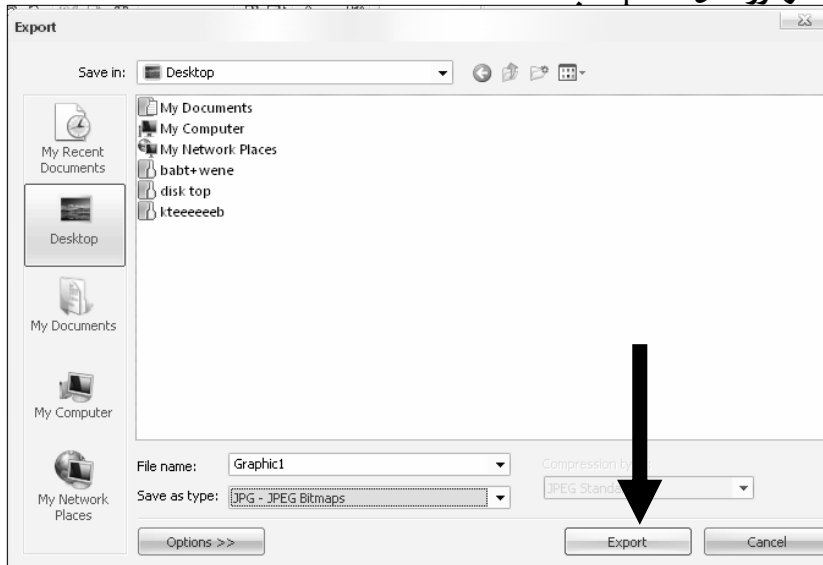 Export
Save in:
Desktop
My Recent
Documents
Desktop
My Documents
My Computer
My Network
Places
My Documents
My Computer
My Network Places
babt+wene
disk top
kteeeeeeb
File name:
Graphic1
Save as type:
JPG - JPEG Bitmaps
JPEG Standa
Options >>
Export
Cancel